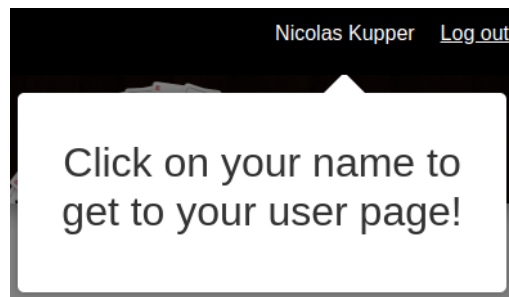 Nicolas Kupper Log out
Click on your name to
get to your user page!